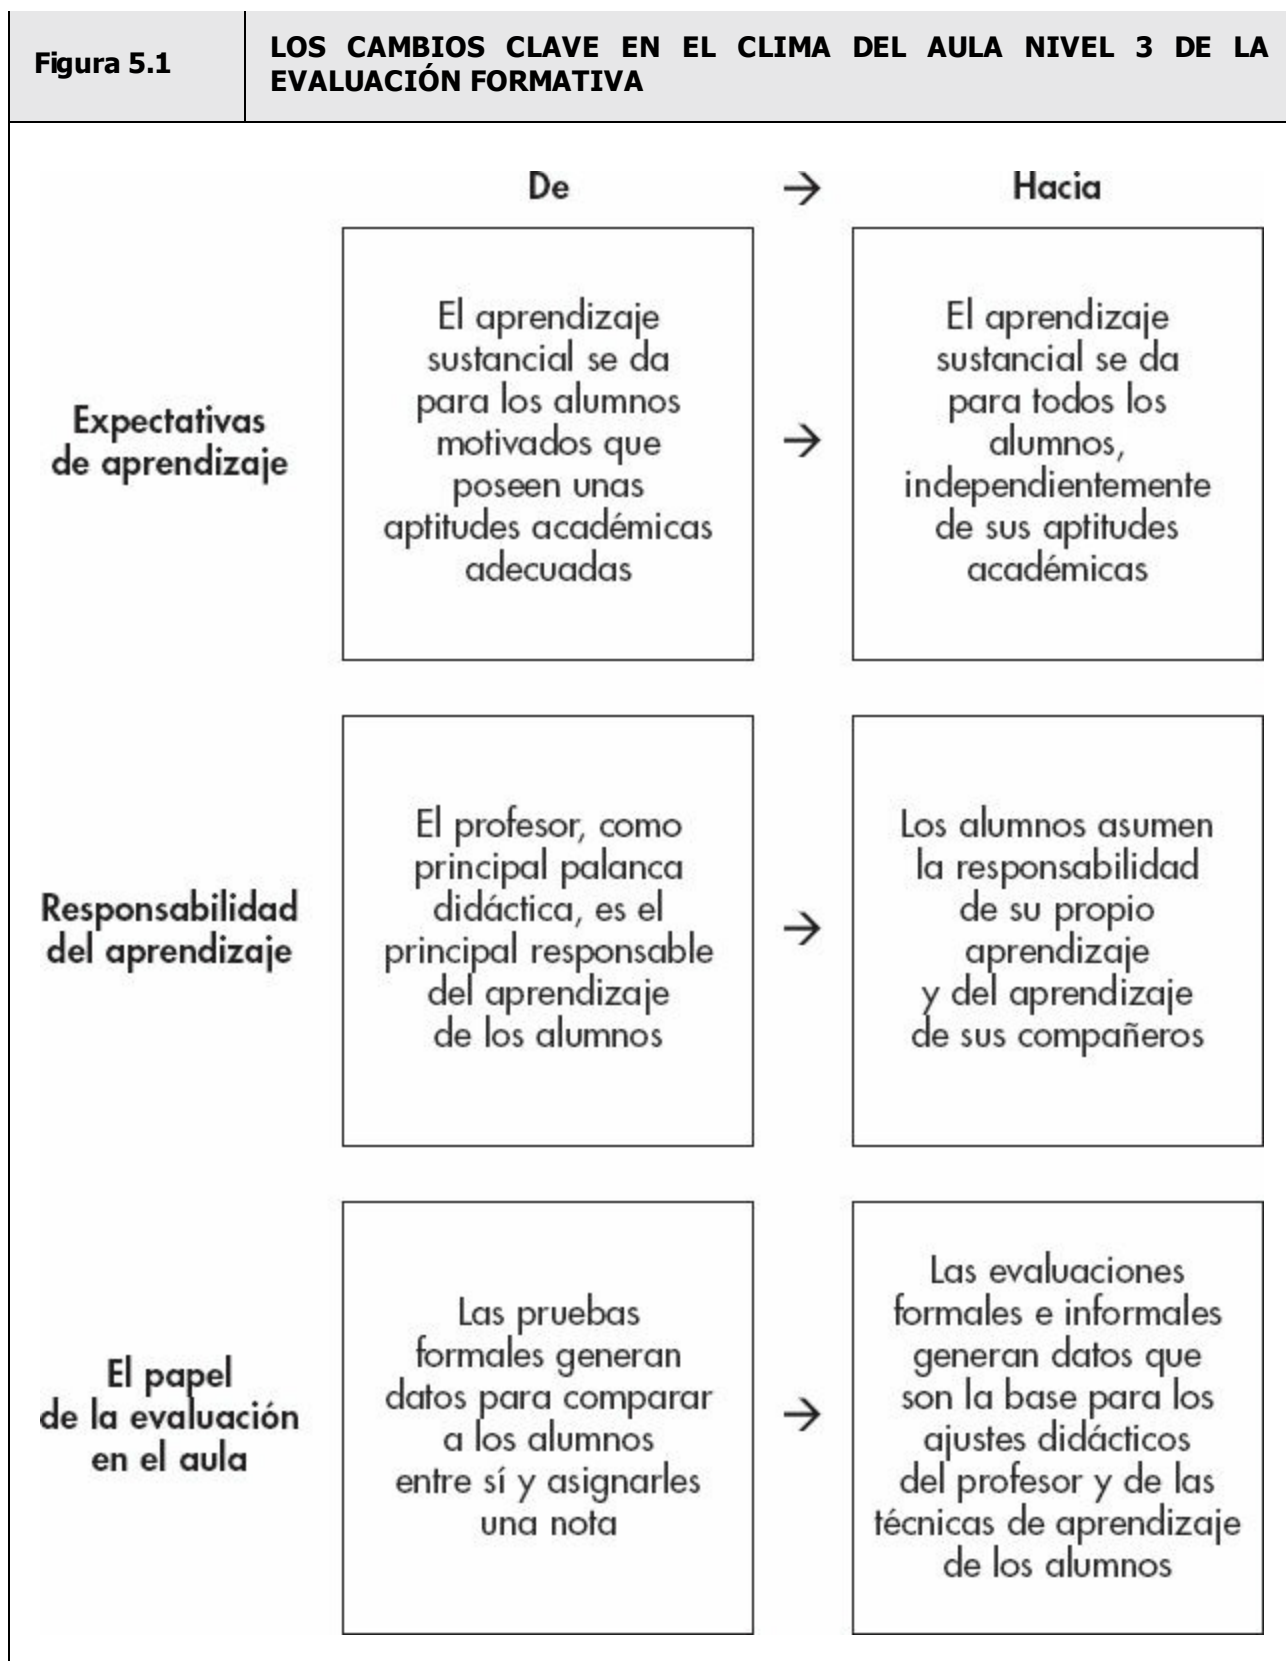 Figura 5.1
LOS CAMBIOS CLAVE EN EL CLIMA DEL AULA NIVEL 3 DE LA
EVALUACIÓN FORMATIVA
De → Hacia
Expectativas
de aprendizaje
El aprendizaje
sustancial se da
para los alumnos
motivados que
poseen unas
aptitudes académicas
adecuadas
→
El aprendizaje
sustancial se da
para todos los
alumnos,
independientemente
de sus aptitudes
académicas
Responsabilidad
del aprendizaje
El profesor, como
principal palanca
didáctica, es el
principal responsable
del aprendizaje
de los alumnos
→
Los alumnos asumen
la responsabilidad
de su propio
aprendizaje
y del aprendizaje
de sus compañeros
El papel
de la evaluación
en el aula
Las pruebas
formales generan
datos para comparar
a los alumnos
entre sí y asignarles
una nota
→
Las evaluaciones
formales e informales
generan datos que
son la base para los
ajustes didácticos
del profesor y de las
técnicas de aprendizaje
de los alumnos